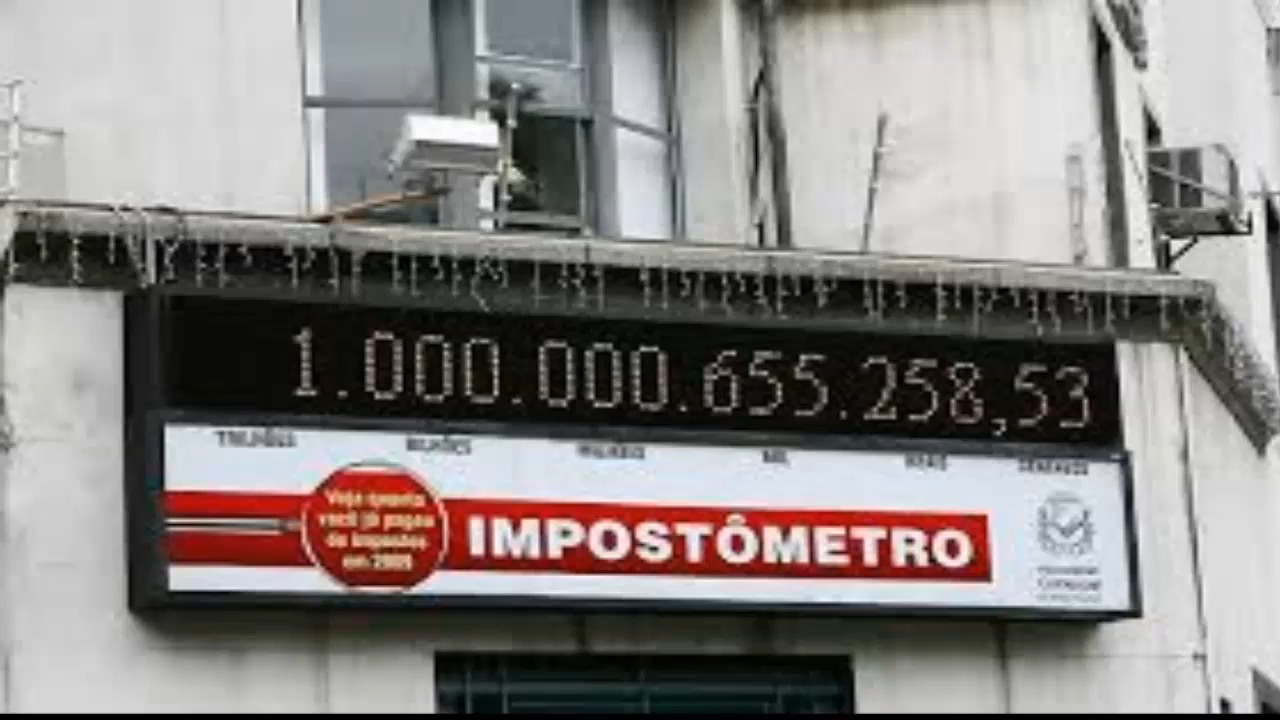 1.000.000.655.258,53
TRILHÕES BILHÕES MILHÕES MIL REAIS CENTAVOS
Veja quanto
você já pagou
de impostos
em
IMPOSTÔMETRO